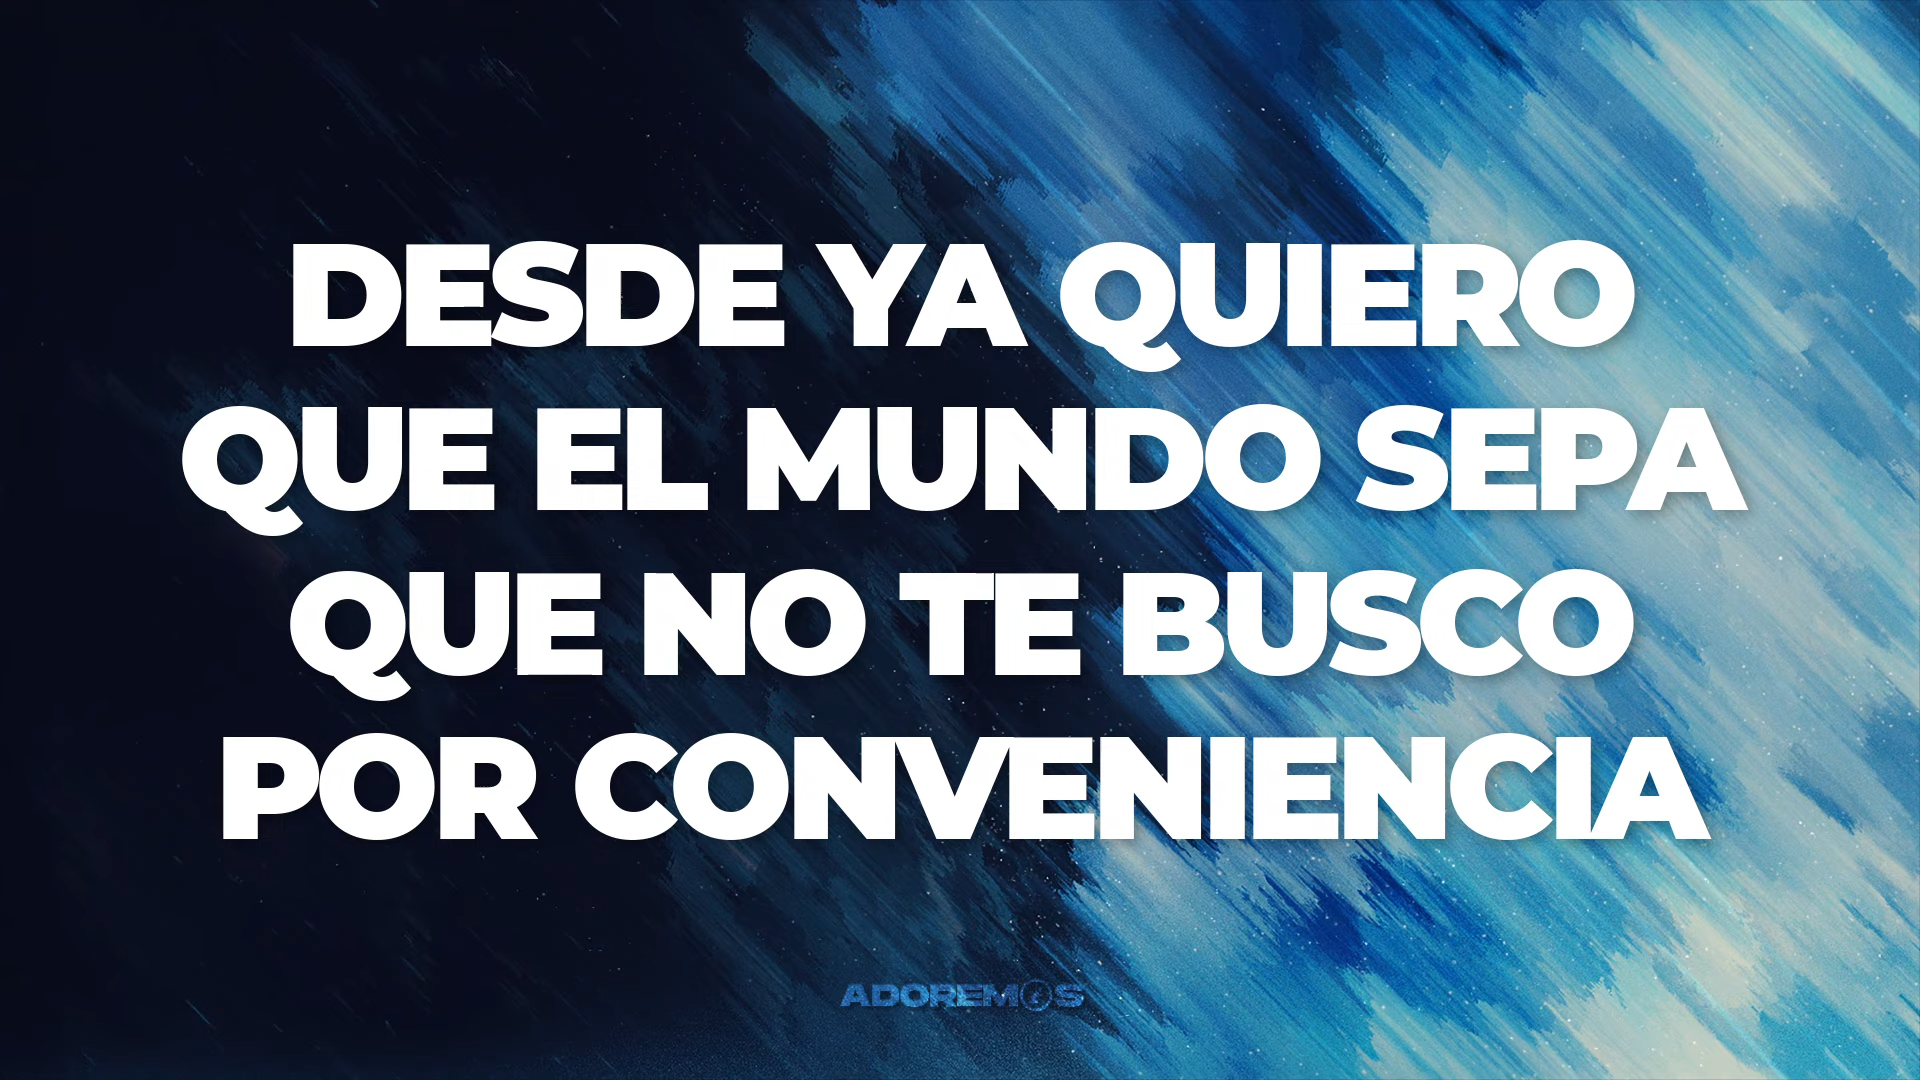 DESDE YA QUIERO
QUE EL MUNDO SEPA
QUE NO TE BUSCO
POR CONVENIENCIA
ADOREMOS